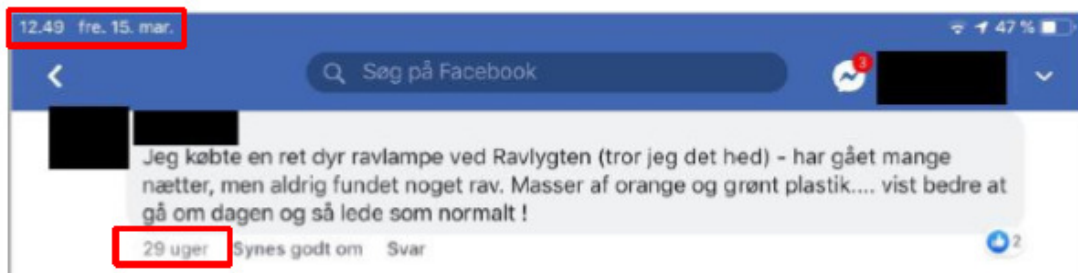 12.49 fre. 15. mar.
47 %
Søg på Facebook
3
Jeg købte en ret dyr ravlampe ved Ravlygten (tror jeg det hed) - har gået mange
nætter, men aldrig fundet noget rav. Masser af orange og grønt plastik.... vist bedre at
gå om dagen og så lede som normalt !
29 uger Synes godt om Svar
2